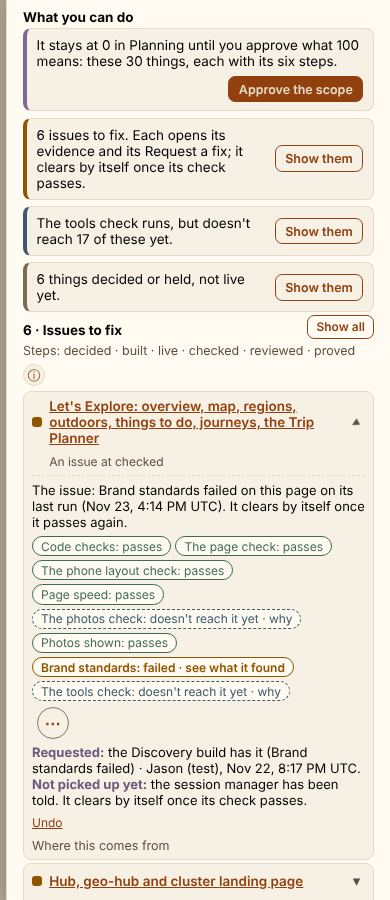 What you can do
It stays at 0 in Planning until you approve what 100
means: these 30 things, each with its six steps.
Approve the scope
6 issues to fix. Each opens its
evidence and its Request a fix; it
clears by itself once its check
passes.
Show them
The tools check runs, but doesn't
reach 17 of these yet.
Show them
6 things decided or held, not live
yet.
Show them
6 · Issues to fix
Show all
Steps: decided · built · live · checked · reviewed · proved
ⓘ
Let's Explore: overview, map, regions,
outdoors, things to do, journeys, the Trip
Planner
▲
An issue at checked
The issue: Brand standards failed on this page on its
last run (Nov 23, 4:14 PM UTC). It clears by itself once
it passes again.
Code checks: passes
The page check: passes
The phone layout check: passes
Page speed: passes
The photos check: doesn't reach it yet · why
Photos shown: passes
Brand standards: failed · see what it found
The tools check: doesn't reach it yet · why
···
Requested: the Discovery build has it (Brand
standards failed) · Jason (test), Nov 22, 8:17 PM UTC.
Not picked up yet: the session manager has been
told. It clears by itself once its check passes.
Undo
Where this comes from
Hub, geo-hub and cluster landing page
▼